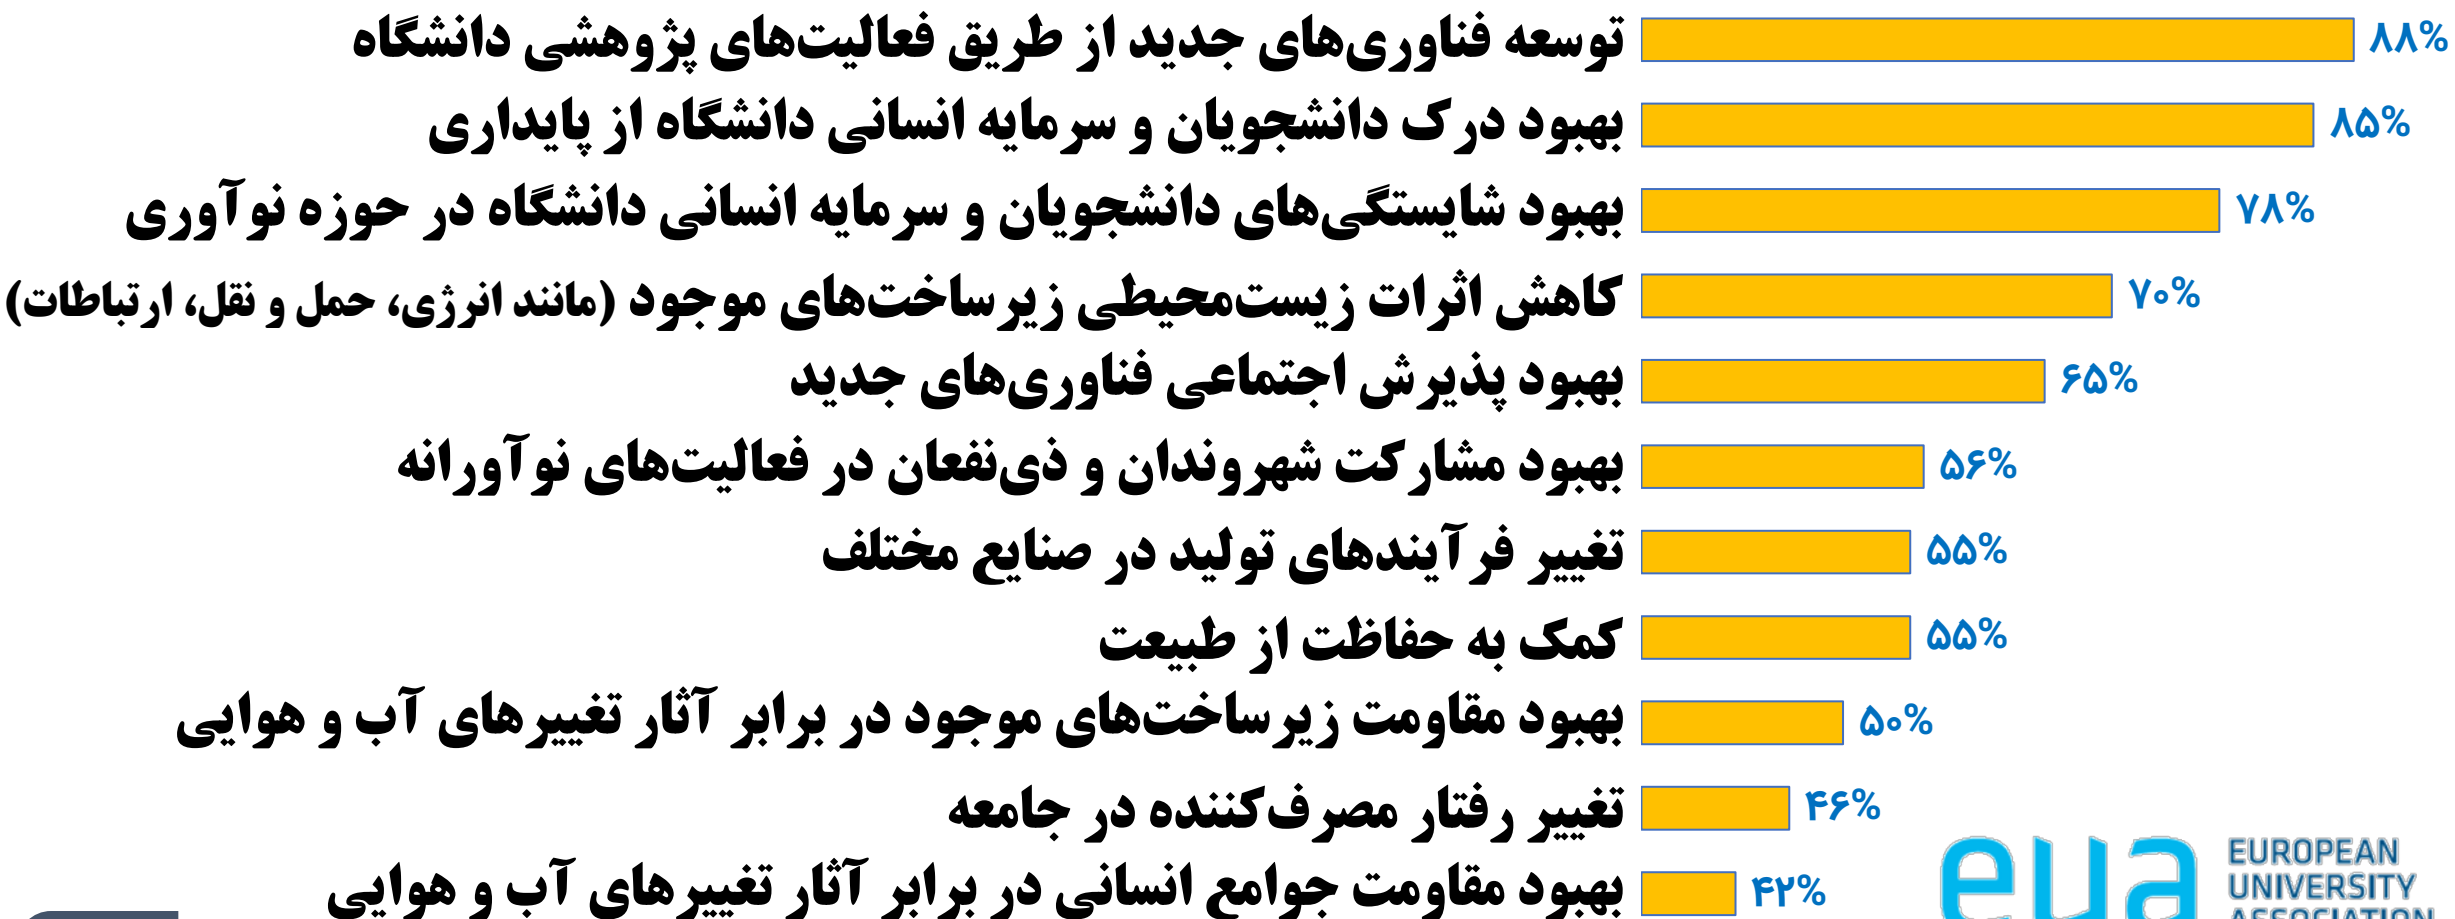 توسعه فناوری‌های جدید از طریق فعالیت‌های پژوهشی دانشگاه ۸۸%
بهبود درک دانشجویان و سرمایه انسانی دانشگاه از پایداری ۸۵%
بهبود شایستگی‌های دانشجویان و سرمایه انسانی دانشگاه در حوزه نوآوری ۷۸%
کاهش اثرات زیست‌محیطی زیرساخت‌های موجود (مانند انرژی، حمل و نقل، ارتباطات) ۷۰%
بهبود پذیرش اجتماعی فناوری‌های جدید ۶۵%
بهبود مشارکت شهروندان و ذی‌نفعان در فعالیت‌های نوآورانه ۵۶%
تغییر فرآیندهای تولید در صنایع مختلف ۵۵%
کمک به حفاظت از طبیعت ۵۵%
بهبود مقاومت زیرساخت‌های موجود در برابر آثار تغییرهای آب و هوایی ۵۰%
تغییر رفتار مصرف‌کننده در جامعه ۴۶%
بهبود مقاومت جوامع انسانی در برابر آثار تغییرهای آب و هوایی ۴۲%
eua
EUROPEAN
UNIVERSITY
ASSOCIATION